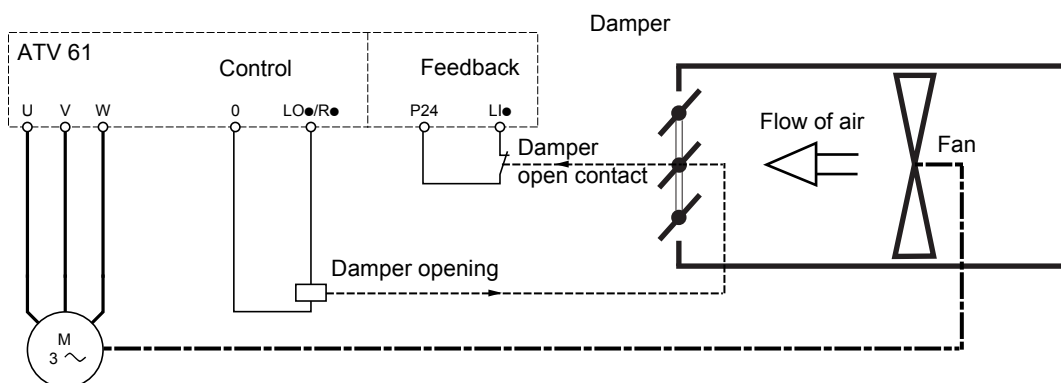 Damper
ATV 61
Control
Feedback
U V W 0 LO●/R● P24 LI●
Flow of air
Fan
Damper
open contact
Damper opening
M
3 ~